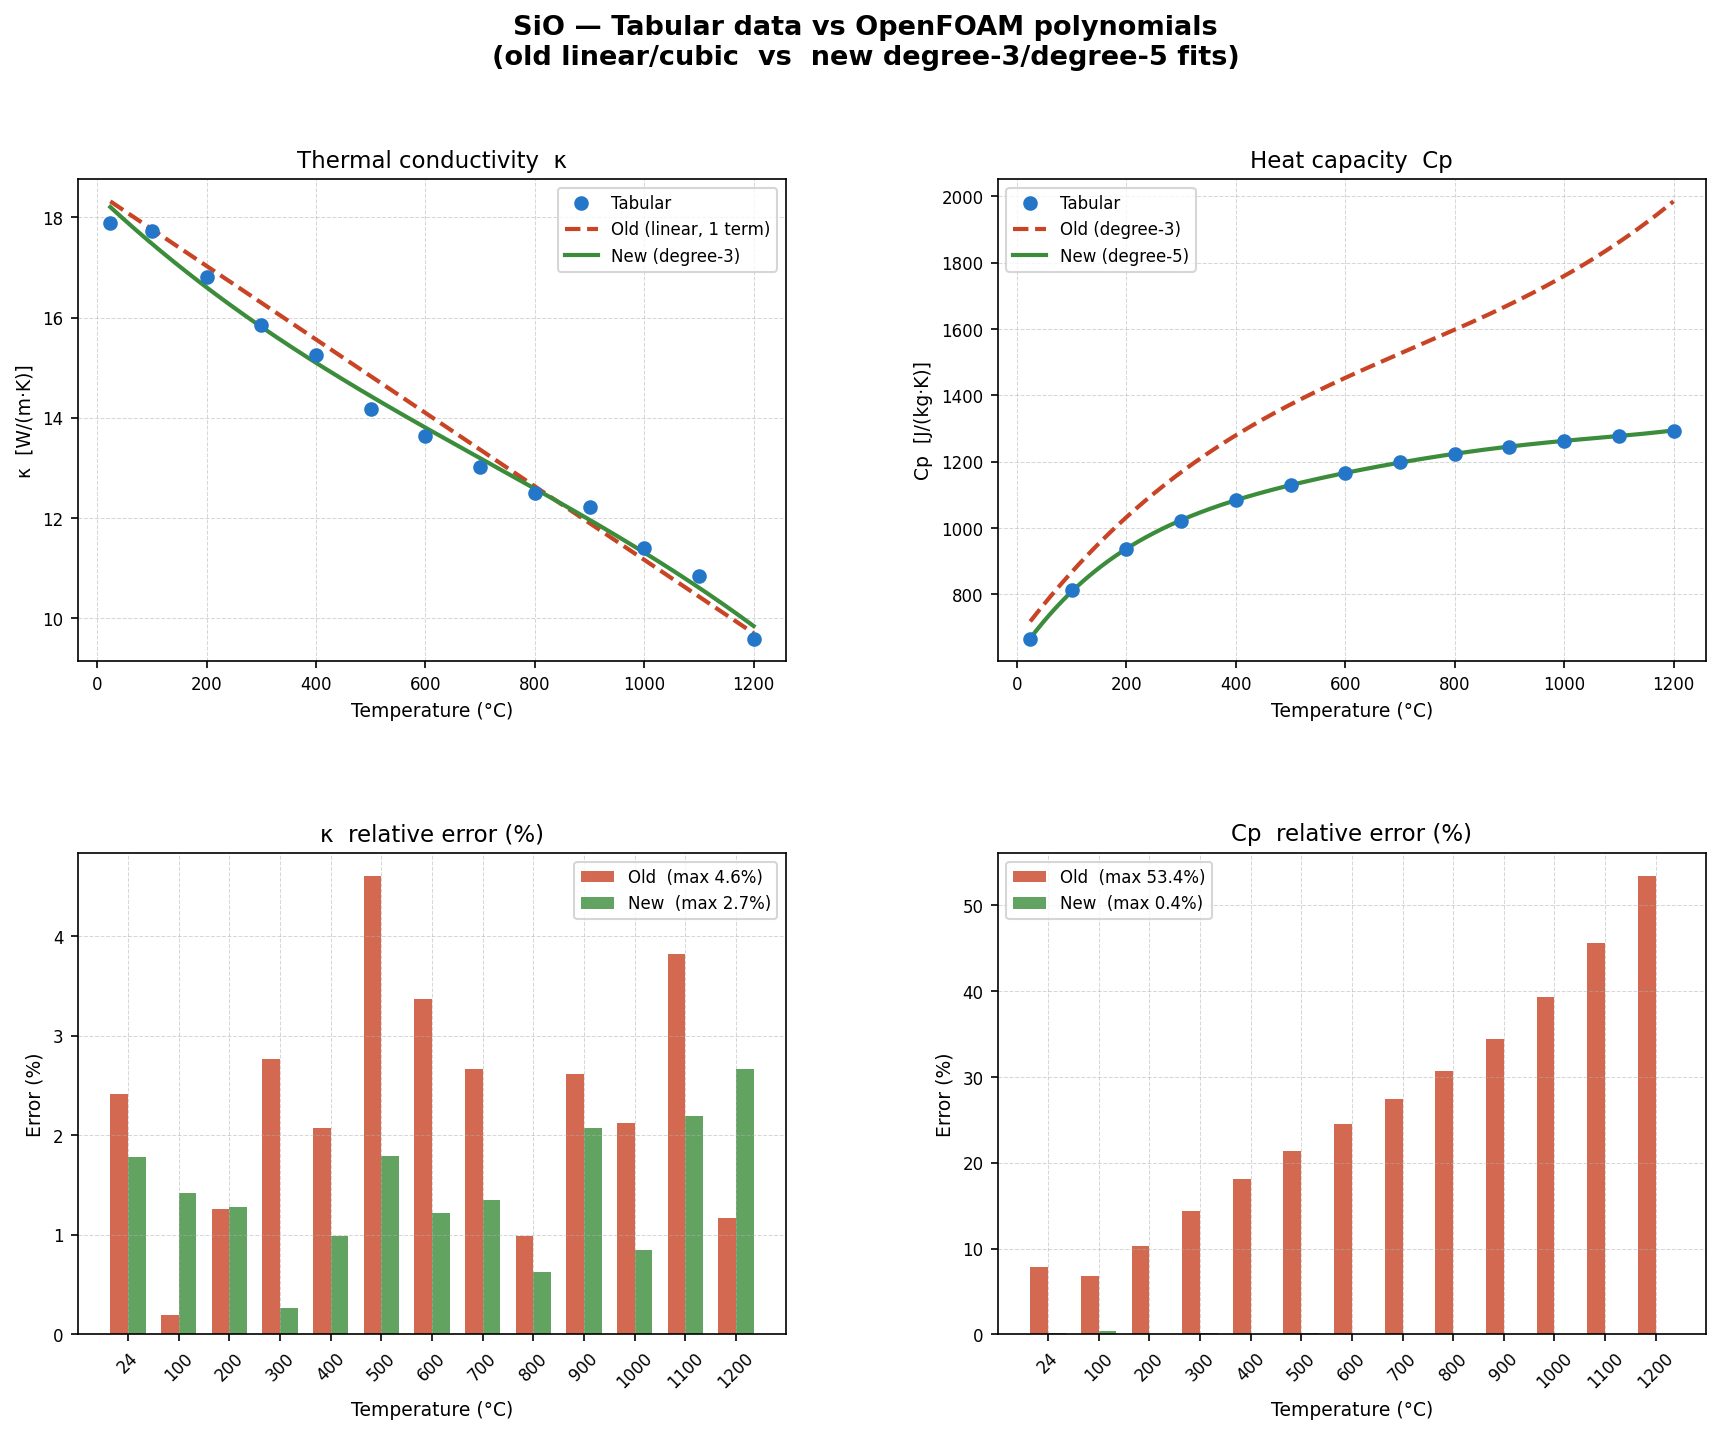 SiO — Tabular data vs OpenFOAM polynomials
(old linear/cubic  vs  new degree-3/degree-5 fits)
Thermal conductivity  κ
Tabular
Old (linear, 1 term)
New (degree-3)
κ  [W/(m·K)]
18
16
14
12
10
0 200 400 600 800 1000 1200
Temperature (°C)
Heat capacity  Cp
Tabular
Old (degree-3)
New (degree-5)
Cp  [J/(kg·K)]
2000
1800
1600
1400
1200
1000
800
0 200 400 600 800 1000 1200
Temperature (°C)
κ  relative error (%)
Old  (max 4.6%)
New  (max 2.7%)
Error (%)
4
3
2
1
0
24 100 200 300 400 500 600 700 800 900 1000 1100 1200
Temperature (°C)
Cp  relative error (%)
Old  (max 53.4%)
New  (max 0.4%)
Error (%)
50
40
30
20
10
0
24 100 200 300 400 500 600 700 800 900 1000 1100 1200
Temperature (°C)